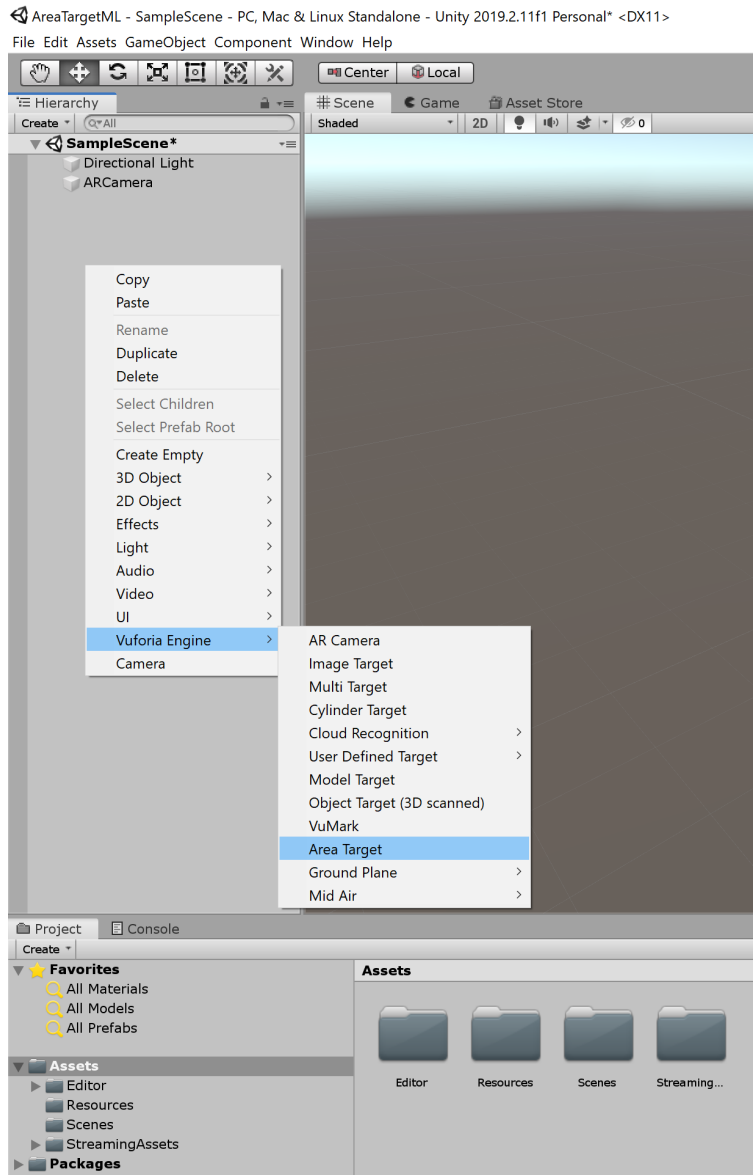 AreaTargetML - SampleScene - PC, Mac & Linux Standalone - Unity 2019.2.11f1 Personal* <DX11>
File Edit Assets GameObject Component Window Help
Center Local
Hierarchy
Create All
SampleScene*
Directional Light
ARCamera
Scene Game Asset Store
Shaded 2D 0
Copy
Paste
Rename
Duplicate
Delete
Select Children
Select Prefab Root
Create Empty
3D Object
2D Object
Effects
Light
Audio
Video
UI
Vuforia Engine
Camera
AR Camera
Image Target
Multi Target
Cylinder Target
Cloud Recognition
User Defined Target
Model Target
Object Target (3D scanned)
VuMark
Area Target
Ground Plane
Mid Air
Project Console
Create
Favorites
All Materials
All Models
All Prefabs
Assets
Editor
Resources
Scenes
StreamingAssets
Packages
Assets
Editor Resources Scenes Streaming...